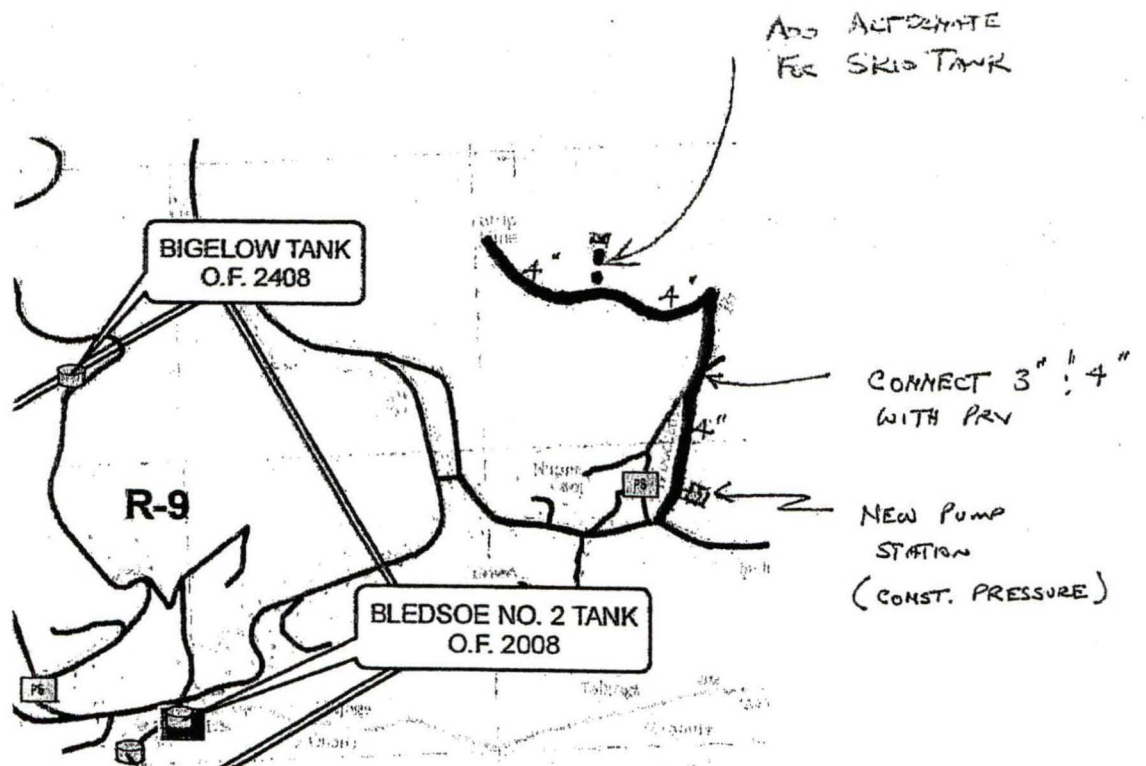 ADD ALTERNATE
FOR SKID TANK
BIGELOW TANK
O.F. 2408
4"
4"
CONNECT 3" & 4"
WITH PRV
4"
PS
R-9
NEW PUMP
STATION
(CONST. PRESSURE)
BLEDSOE NO. 2 TANK
O.F. 2008
PS